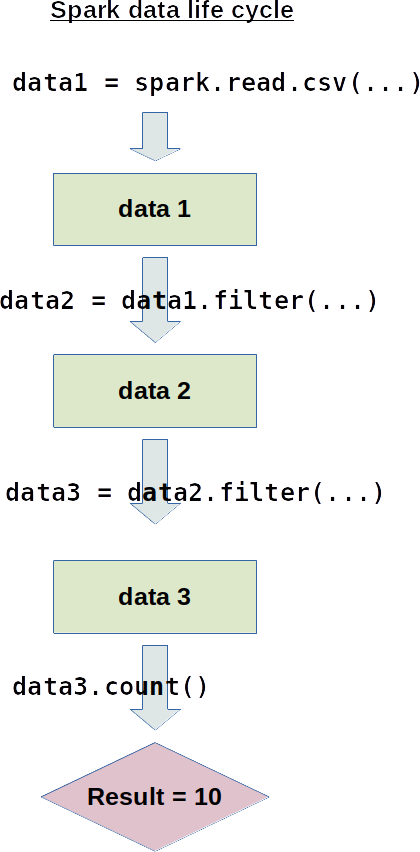 Spark data life cycle
data1 = spark.read.csv(...)
data 1
data2 = data1.filter(...)
data 2
data3 = data2.filter(...)
data 3
data3.count()
Result = 10